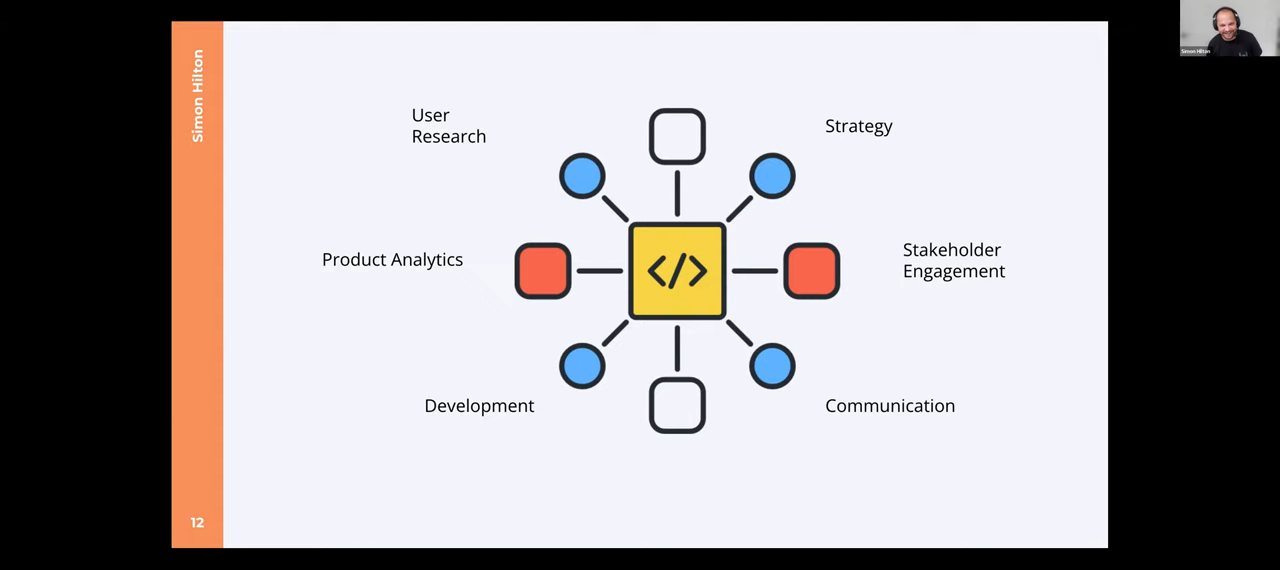 Simon Hilton
User
Research
Strategy
Product Analytics
</>
Stakeholder
Engagement
Development
Communication
12
Simon Hilton